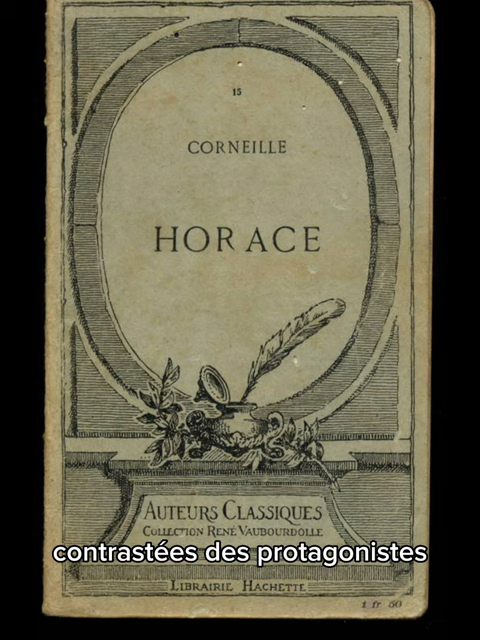 15
CORNEILLE
HORACE
AUTEURS CLASSIQUES
COLLECTION RENÉ VAUBOURDOLLE
contrastées des protagonistes
LIBRAIRIE HACHETTE
1 fr 50